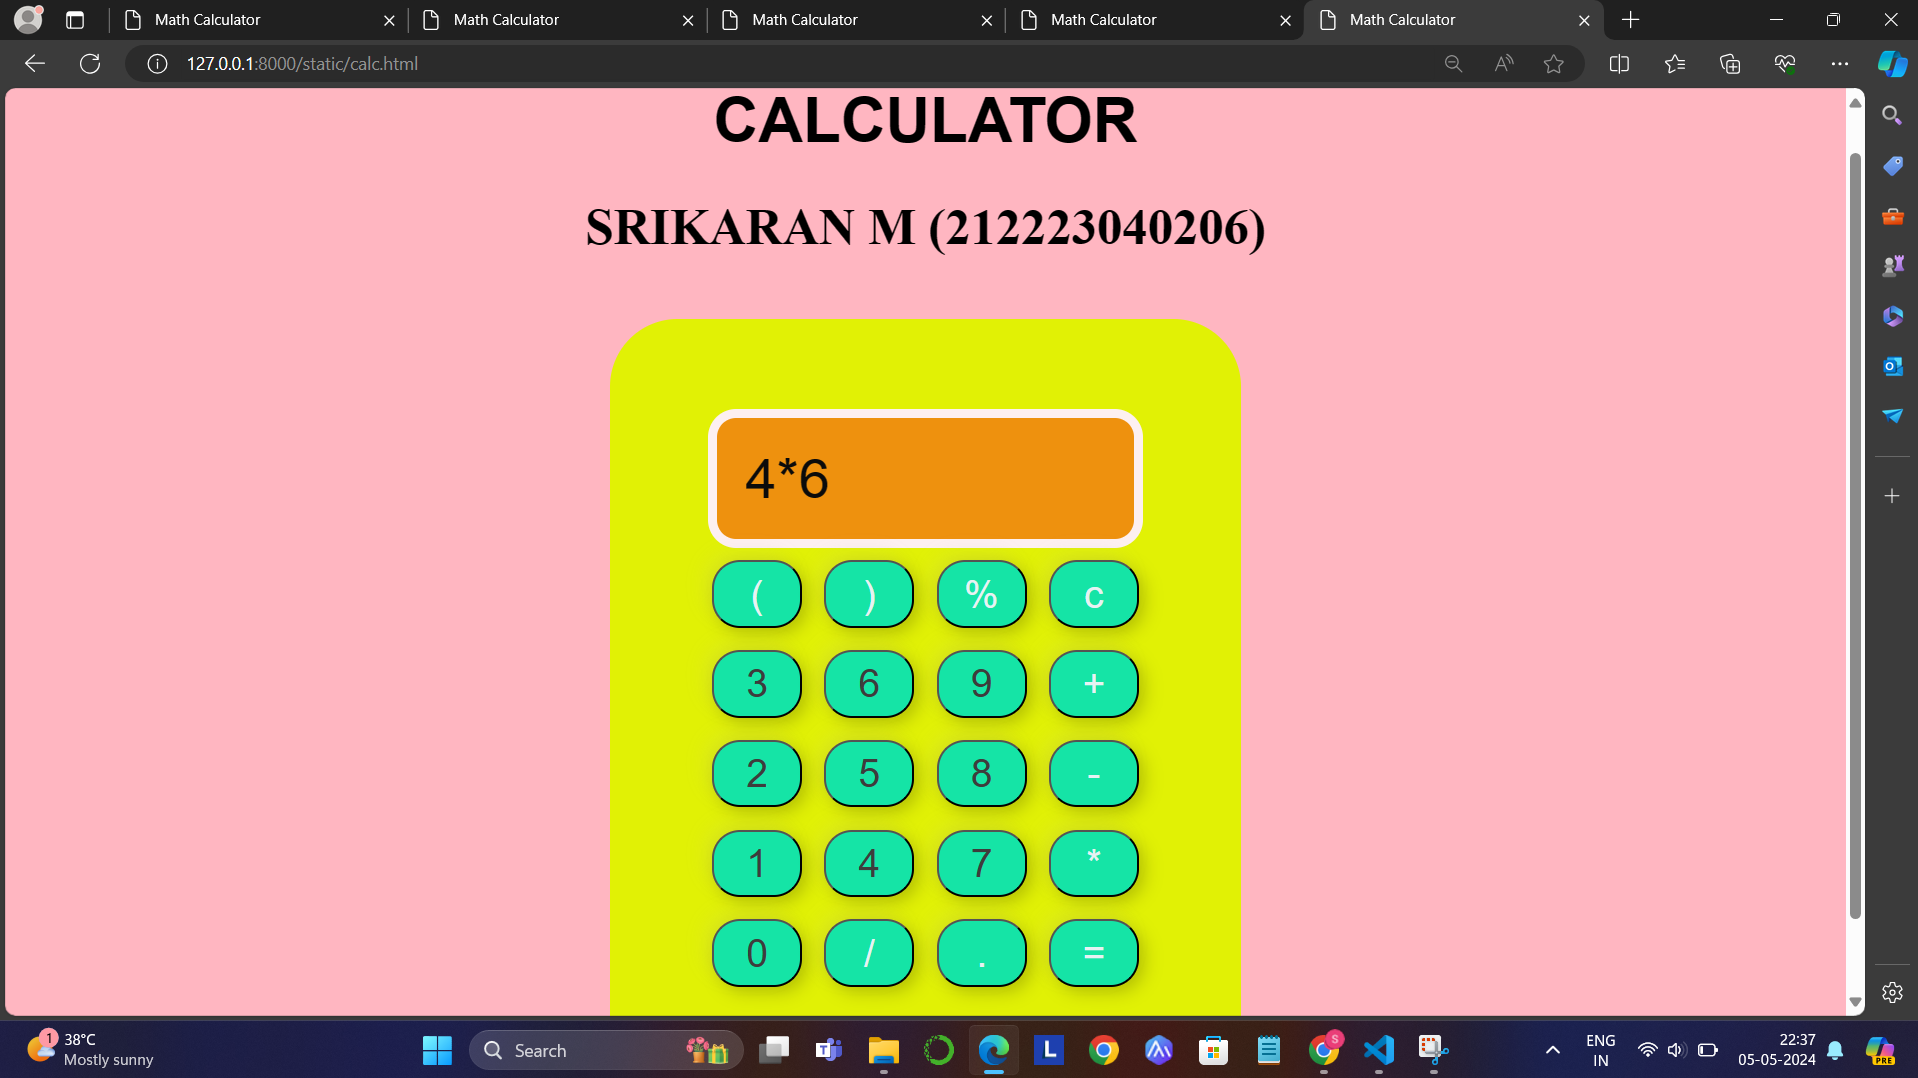 Math Calculator
Math Calculator
Math Calculator
Math Calculator
Math Calculator
127.0.0.1:8000/static/calc.html
CALCULATOR
SRIKARAN M (212223040206)
4*6
( ) % c
3 6 9 +
2 5 8 -
1 4 7 *
0 / . =
1
38°C
Mostly sunny
Search
T
L
S
ENG
IN
22:37
05-05-2024
PRE